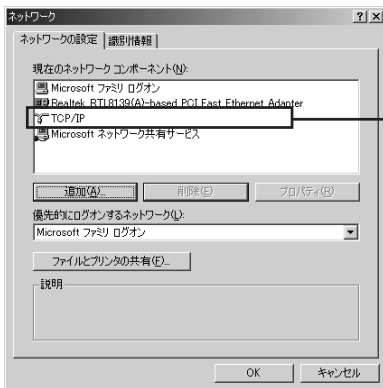 ネットワーク
ネットワークの設定 識別情報
現在のネットワーク コンポーネント(N):
Microsoft ファミリ ログオン
Realtek RTL8139(A)-based PCI Fast Ethernet Adapter
TCP/IP
Microsoft ネットワーク共有サービス
追加(A)... 削除(E) プロパティ(R)
優先的にログオンするネットワーク(L):
Microsoft ファミリ ログオン
ファイルとプリンタの共有(F)...
説明
OK キャンセル